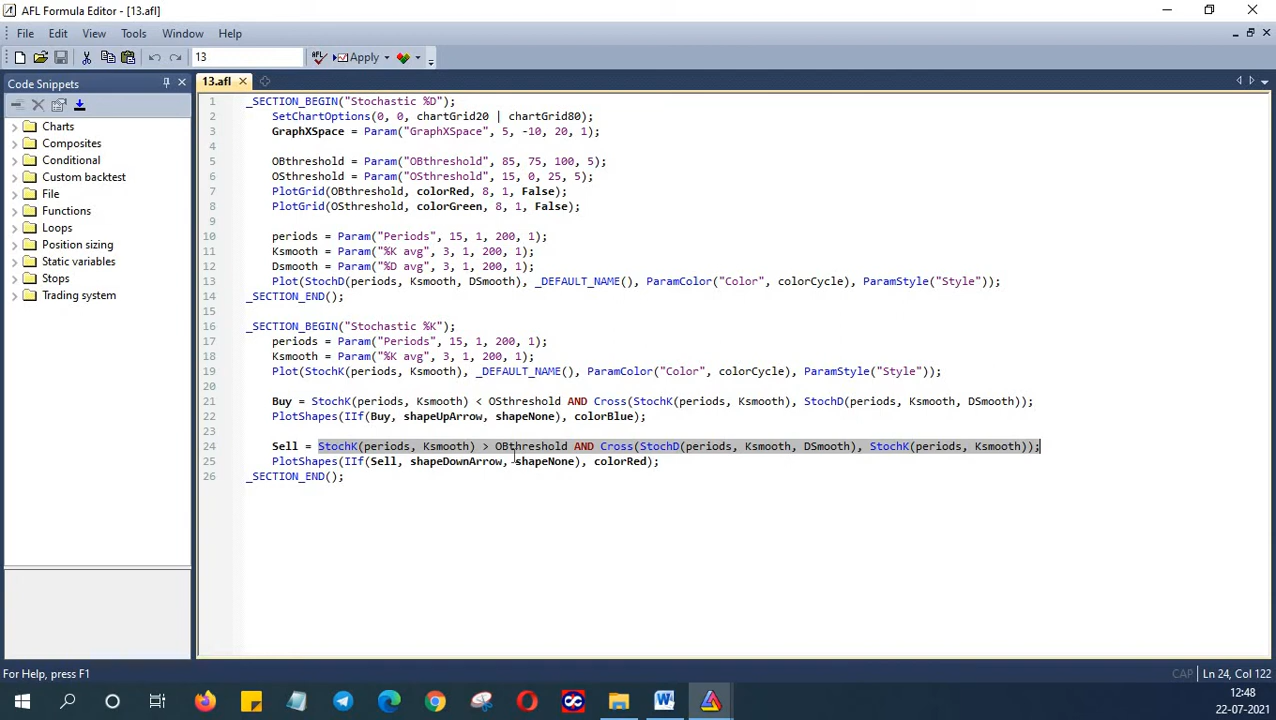 AFL Formula Editor - [13.afl]
File Edit View Tools Window Help
13 Apply
Code Snippets
13.afl
Charts
Composites
Conditional
Custom backtest
File
Functions
Loops
Position sizing
Static variables
Stops
Trading system
1 _SECTION_BEGIN("Stochastic %D");
2 SetChartOptions(0, 0, chartGrid20 | chartGrid80);
3 GraphXSpace = Param("GraphXSpace", 5, -10, 20, 1);
4
5 OBthreshold = Param("OBthreshold", 85, 75, 100, 5);
6 OSthreshold = Param("OSthreshold", 15, 0, 25, 5);
7 PlotGrid(OBthreshold, colorRed, 8, 1, False);
8 PlotGrid(OSthreshold, colorGreen, 8, 1, False);
9
10 periods = Param("Periods", 15, 1, 200, 1);
11 Ksmooth = Param("%K avg", 3, 1, 200, 1);
12 Dsmooth = Param("%D avg", 3, 1, 200, 1);
13 Plot(StochD(periods, Ksmooth, DSmooth), _DEFAULT_NAME(), ParamColor("Color", colorCycle), ParamStyle("Style"));
14 _SECTION_END();
15
16 _SECTION_BEGIN("Stochastic %K");
17 periods = Param("Periods", 15, 1, 200, 1);
18 Ksmooth = Param("%K avg", 3, 1, 200, 1);
19 Plot(StochK(periods, Ksmooth), _DEFAULT_NAME(), ParamColor("Color", colorCycle), ParamStyle("Style"));
20
21 Buy = StochK(periods, Ksmooth) < OSthreshold AND Cross(StochK(periods, Ksmooth), StochD(periods, Ksmooth, DSmooth));
22 PlotShapes(IIf(Buy, shapeUpArrow, shapeNone), colorBlue);
23
24 Sell = StochK(periods, Ksmooth) > OBthreshold AND Cross(StochD(periods, Ksmooth, DSmooth), StochK(periods, Ksmooth));
25 PlotShapes(IIf(Sell, shapeDownArrow, shapeNone), colorRed);
26 _SECTION_END();
For Help, press F1
CAP
Ln 24, Col 122
12:48
22-07-2021